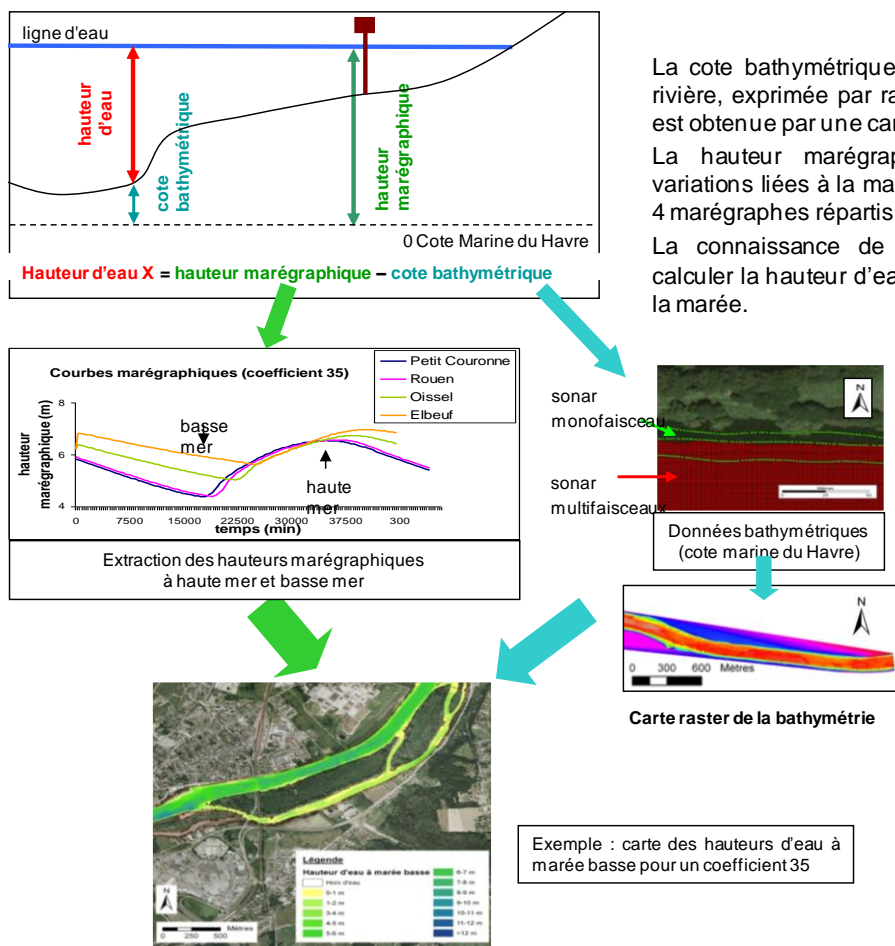 ligne d'eau
hauteur
d'eau
cote
bathymétrique
hauteur
marégraphique
0 Cote Marine du Havre
Hauteur d'eau X = hauteur marégraphique – cote bathymétrique
La cote bathymétrique
rivière, exprimée par ra
est obtenue par une car
La hauteur marégrap
variations liées à la ma
4 marégraphes répartis
La connaissance de
calculer la hauteur d'ea
la marée.
Courbes marégraphiques (coefficient 35)
Petit Couronne
Rouen
Oissel
Elbeuf
hauteur
marégraphique (m)
8
6
4
basse
mer
haute
mer
0 7500 15000 22500 30000 37500 300
temps (min)
Extraction des hauteurs marégraphiques
à haute mer et basse mer
sonar
monofaisceau
sonar
multifaisceaux
N
Données bathymétriques
(cote marine du Havre)
N
0 300 600 Mètres
Carte raster de la bathymétrie
N
Mètres
0 250 500
Légende
Hauteur d'eau à marée basse
Hors d'eau
0-1 m
1-2 m
3-4 m
4-5 m
5-6 m
6-7 m
7-8 m
8-9 m
9-10 m
10-11 m
11-12 m
>12 m
Exemple : carte des hauteurs d'eau à
marée basse pour un coefficient 35